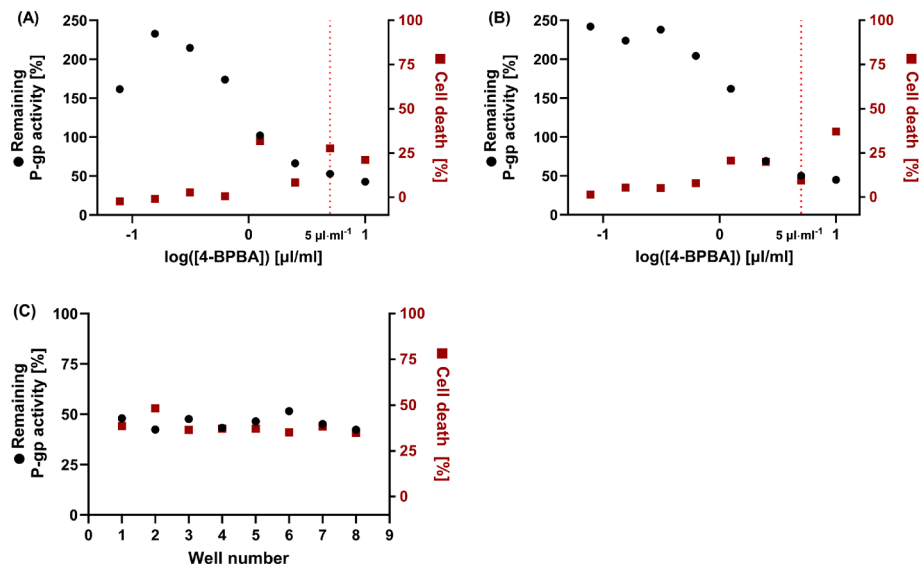 (A)
250
200
150
100
50
0
● Remaining
P-gp activity [%]
100
75
50
25
0
■ Cell death [%]
-1
0
5 µl·ml⁻¹
1
log([4-BPBA]) [µl/ml]
(B)
250
200
150
100
50
0
● Remaining
P-gp activity [%]
100
75
50
25
0
■ Cell death [%]
-1
0
5 µl·ml⁻¹
1
log([4-BPBA]) [µl/ml]
(C)
100
75
50
25
0
● Remaining
P-gp activity [%]
100
75
50
25
0
■ Cell death [%]
0 1 2 3 4 5 6 7 8 9
Well number